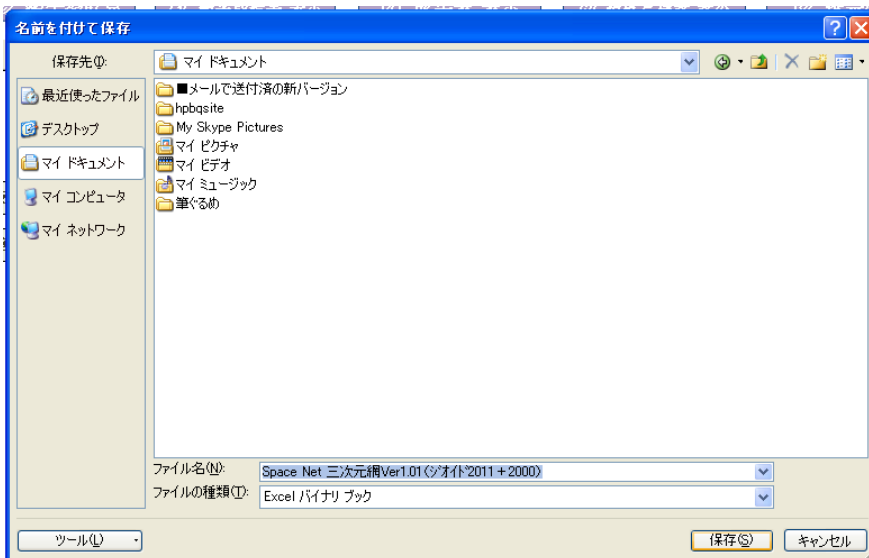 名前を付けて保存
保存先(I):
マイ ドキュメント
最近使ったファイル
デスクトップ
マイ ドキュメント
マイ コンピュータ
マイ ネットワーク
■メールで送付済の新バージョン
hpbqsite
My Skype Pictures
マイ ピクチャ
マイ ビデオ
マイ ミュージック
筆ぐるめ
ファイル名(N):
Space Net 三次元網Ver1.01(ジオイド2011+2000)
ファイルの種類(T):
Excel バイナリ ブック
ツール(L)
保存(S)
キャンセル